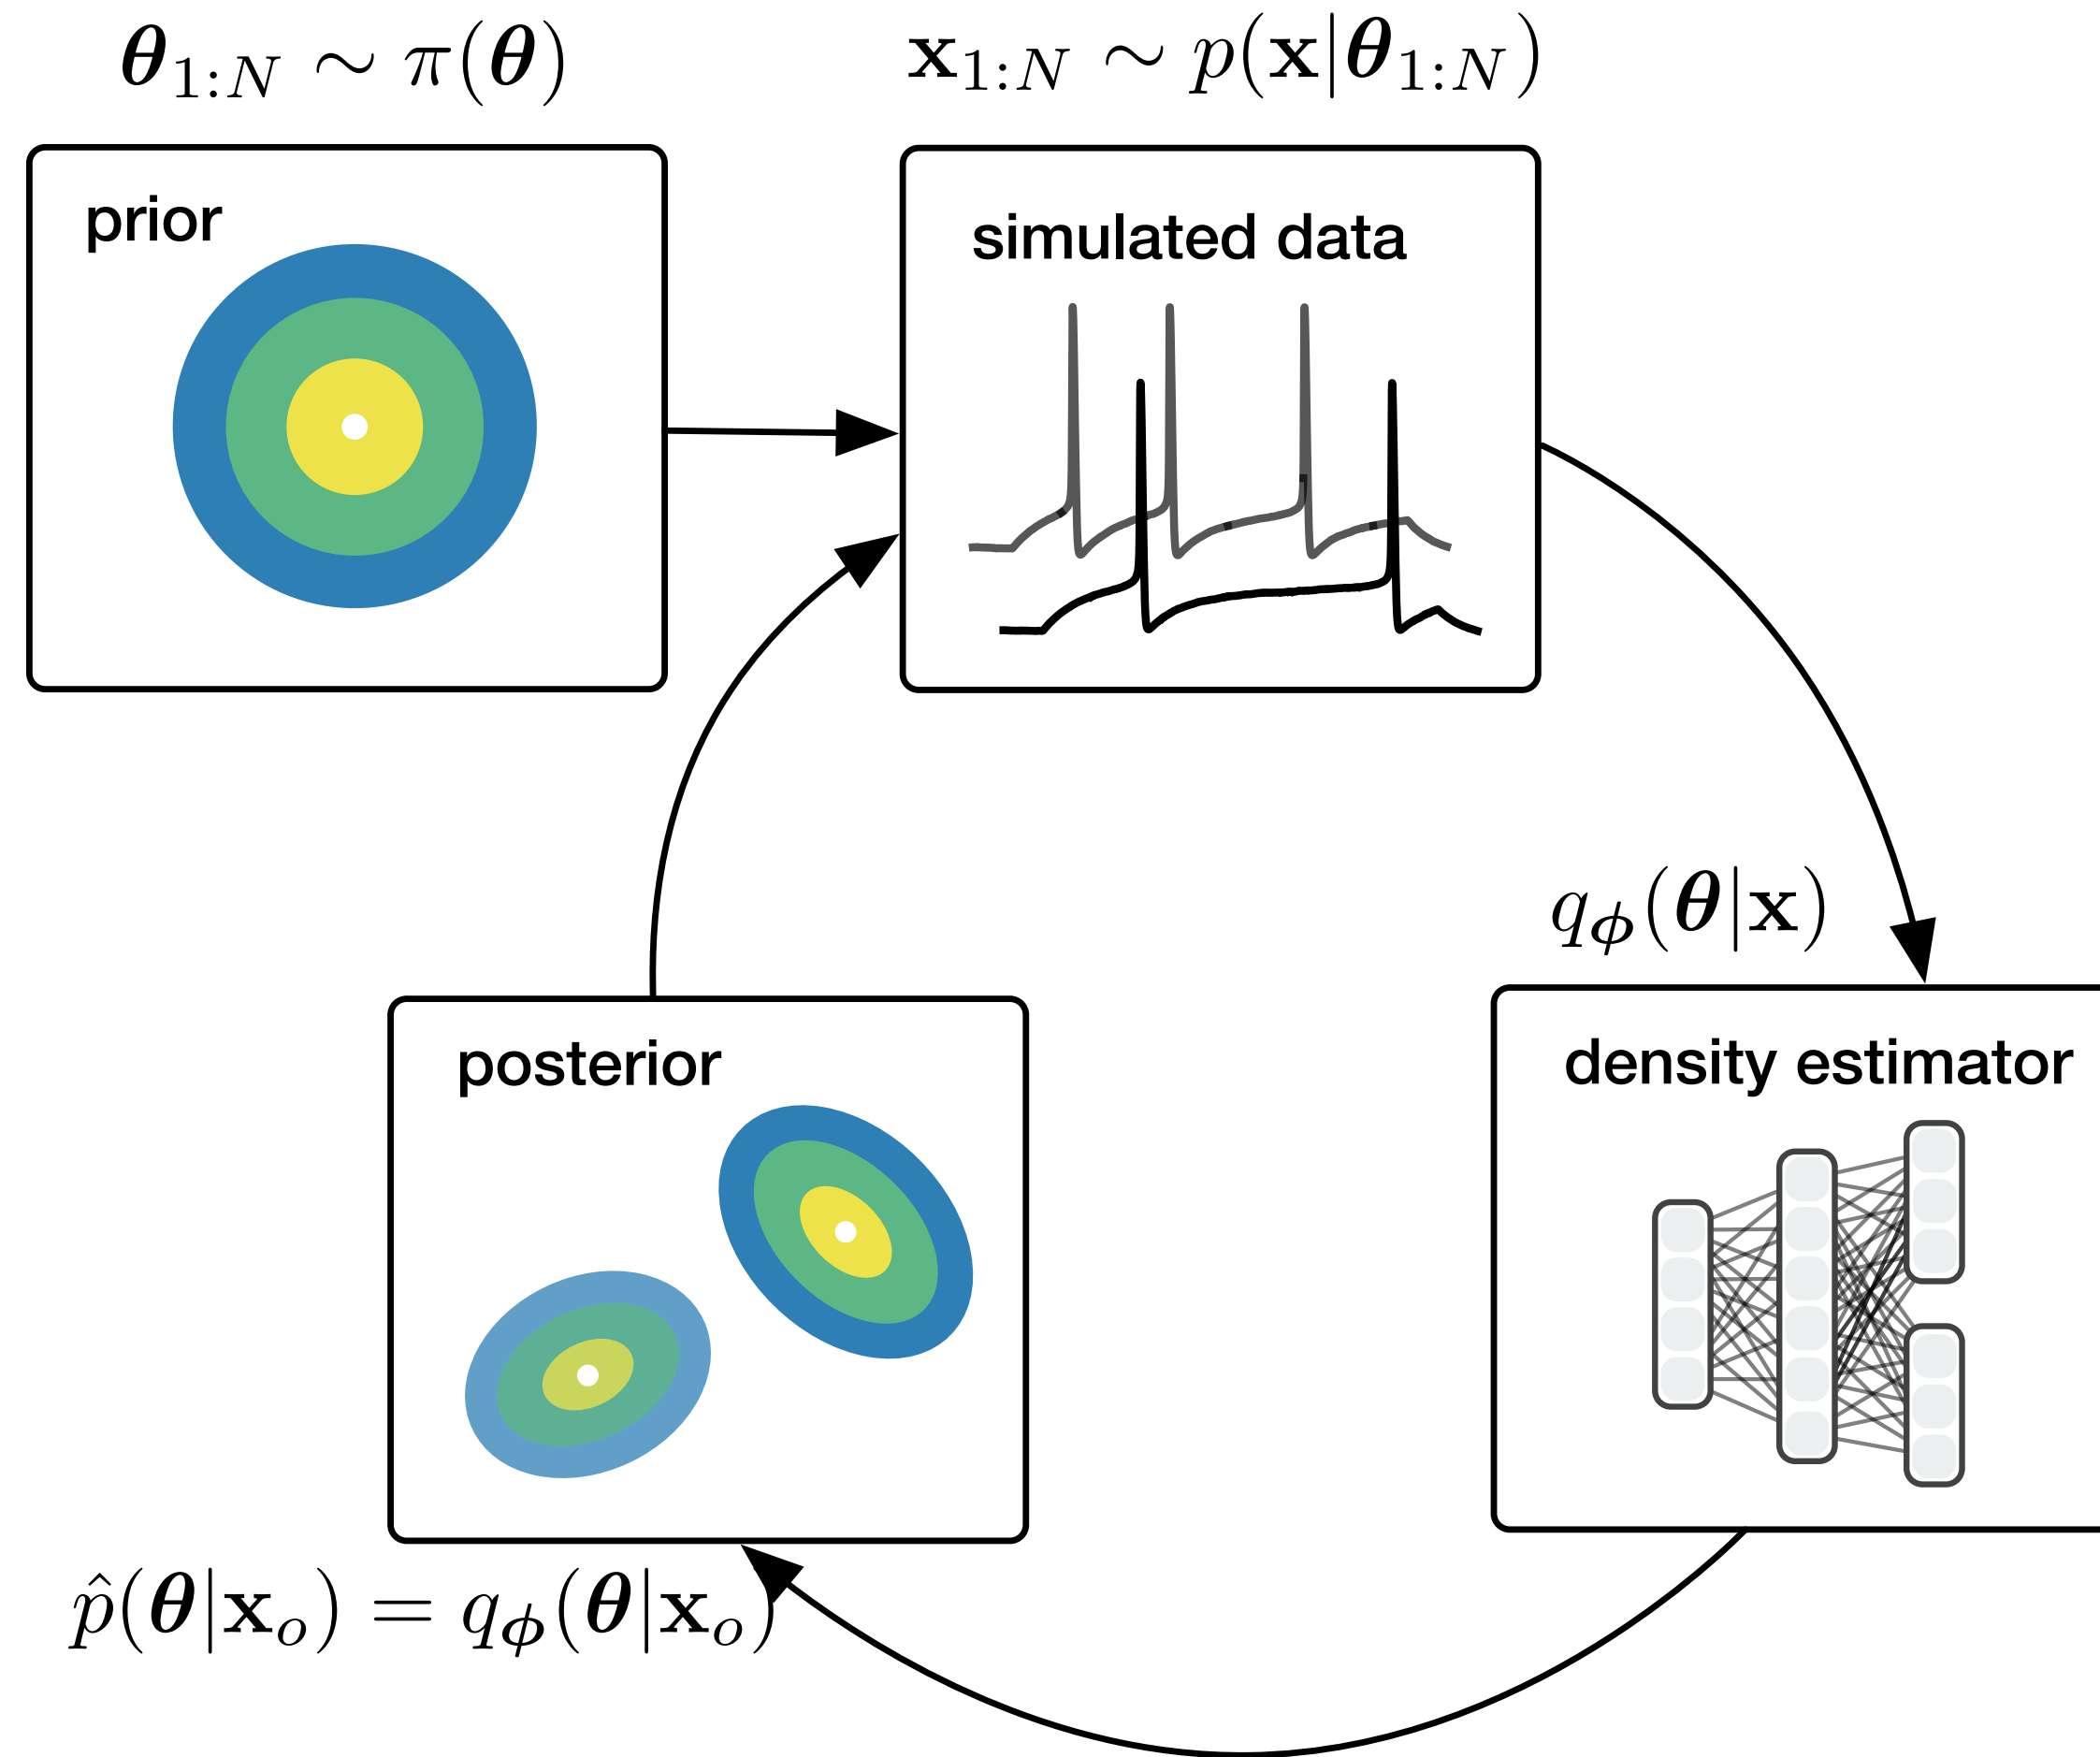 θ₁:N ∼ π(θ)
x₁:N ∼ p(x|θ₁:N)
prior
simulated data
qϕ(θ|x)
posterior
density estimator
p̂(θ|xₒ) = qϕ(θ|xₒ)